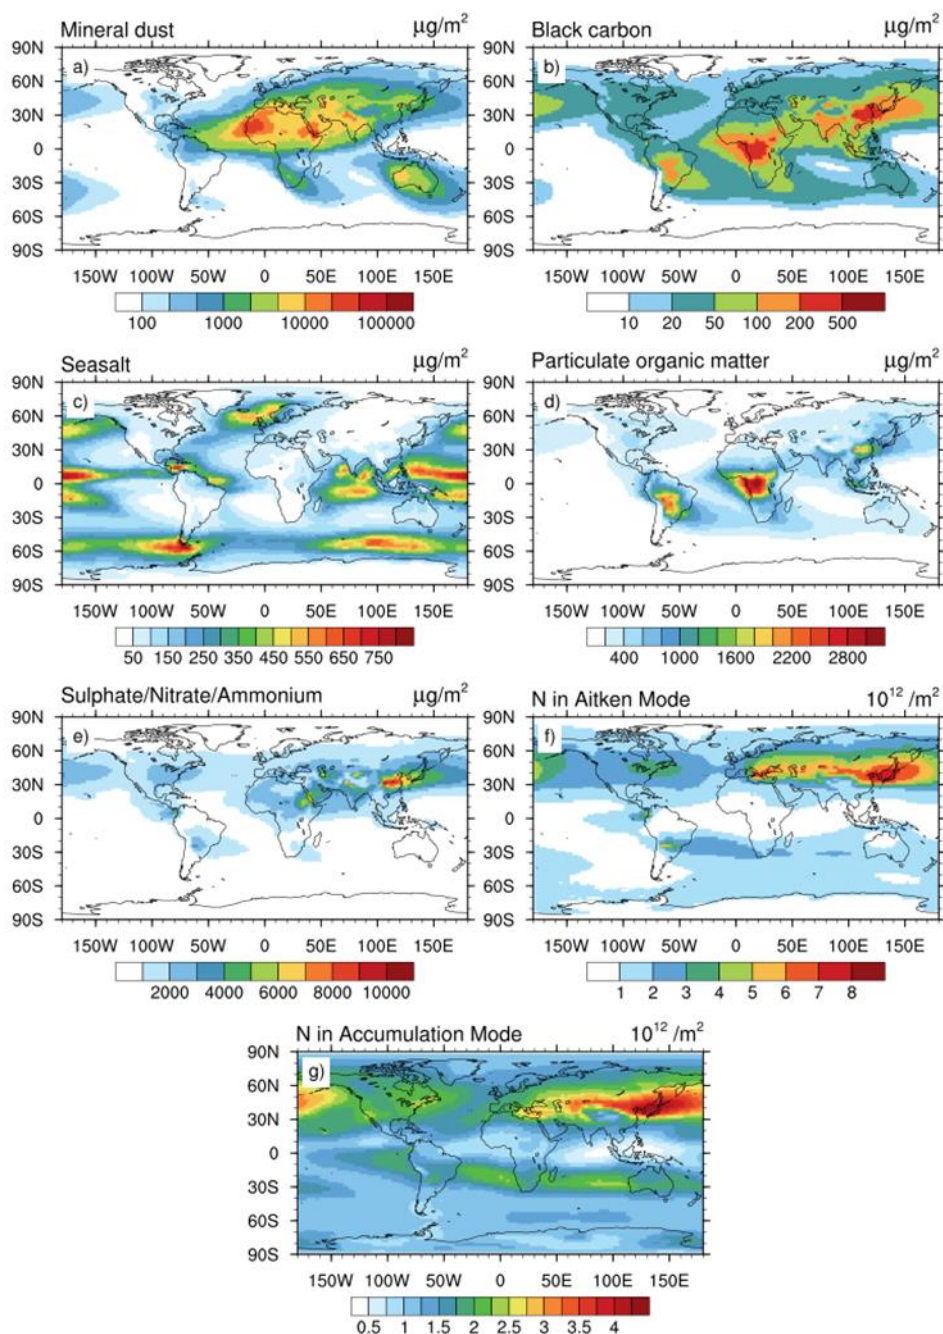 Mineral dust μg/m² Black carbon μg/m²
90N a) 90N b)
60N 60N
30N 30N
0 0
30S 30S
60S 60S
90S 90S
150W 100W 50W 0 50E 100E 150E 150W 100W 50W 0 50E 100E 150E
100 1000 10000 100000 10 20 50 100 200 500
Seasalt μg/m² Particulate organic matter μg/m²
90N c) 90N d)
60N 60N
30N 30N
0 0
30S 30S
60S 60S
90S 90S
150W 100W 50W 0 50E 100E 150E 150W 100W 50W 0 50E 100E 150E
50 150 250 350 450 550 650 750 400 1000 1600 2200 2800
Sulphate/Nitrate/Ammonium μg/m² N in Aitken Mode 10¹² /m²
90N e) 90N f)
60N 60N
30N 30N
0 0
30S 30S
60S 60S
90S 90S
150W 100W 50W 0 50E 100E 150E 150W 100W 50W 0 50E 100E 150E
2000 4000 6000 8000 10000 1 2 3 4 5 6 7 8
N in Accumulation Mode 10¹² /m²
90N g)
60N
30N
0
30S
60S
90S
150W 100W 50W 0 50E 100E 150E
0.5 1 1.5 2 2.5 3 3.5 4